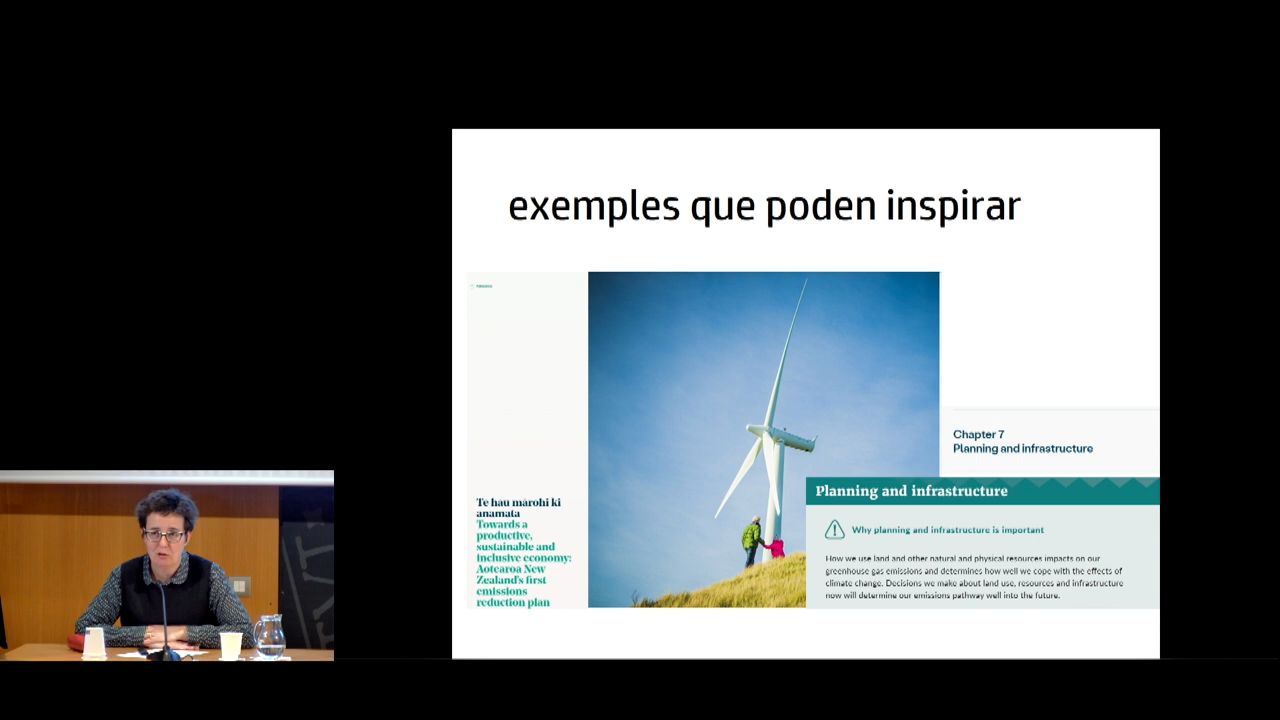 exemples que poden inspirar
Te hau mārohi ki
anamata
Towards a
productive,
sustainable and
inclusive economy:
Aotearoa New
Zealand's first
emissions
reduction plan
Chapter 7
Planning and infrastructure
Planning and infrastructure
Why planning and infrastructure is important
How we use land and other natural and physical resources impacts on our
greenhouse gas emissions and determines how well we cope with the effects of
climate change. Decisions we make about land use, resources and infrastructure
now will determine our emissions pathway well into the future.